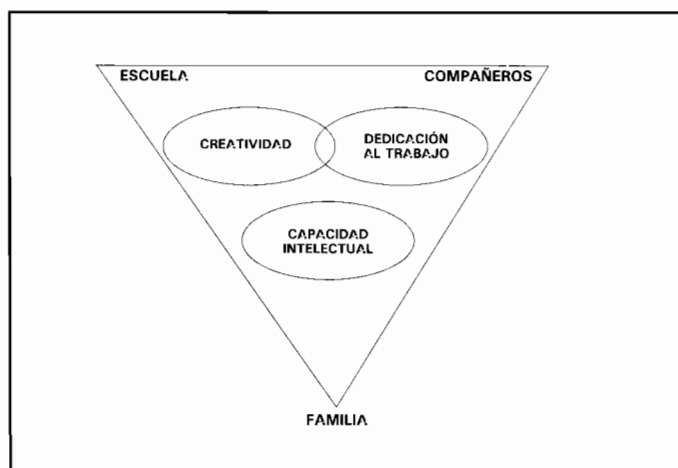 ESCUELA
COMPAÑEROS
CREATIVIDAD
DEDICACIÓN
AL TRABAJO
CAPACIDAD
INTELECTUAL
FAMILIA